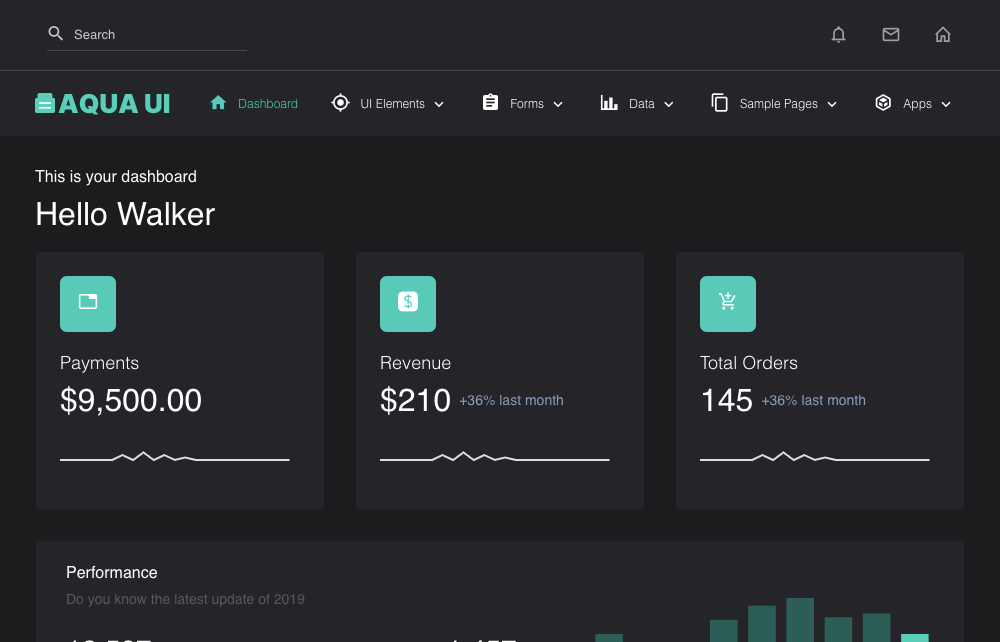 Search
AQUA UI
Dashboard
UI Elements
Forms
Data
Sample Pages
Apps
This is your dashboard
Hello Walker
Payments
$9,500.00
$
Revenue
$210 +36% last month
Total Orders
145 +36% last month
Performance
Do you know the latest update of 2019